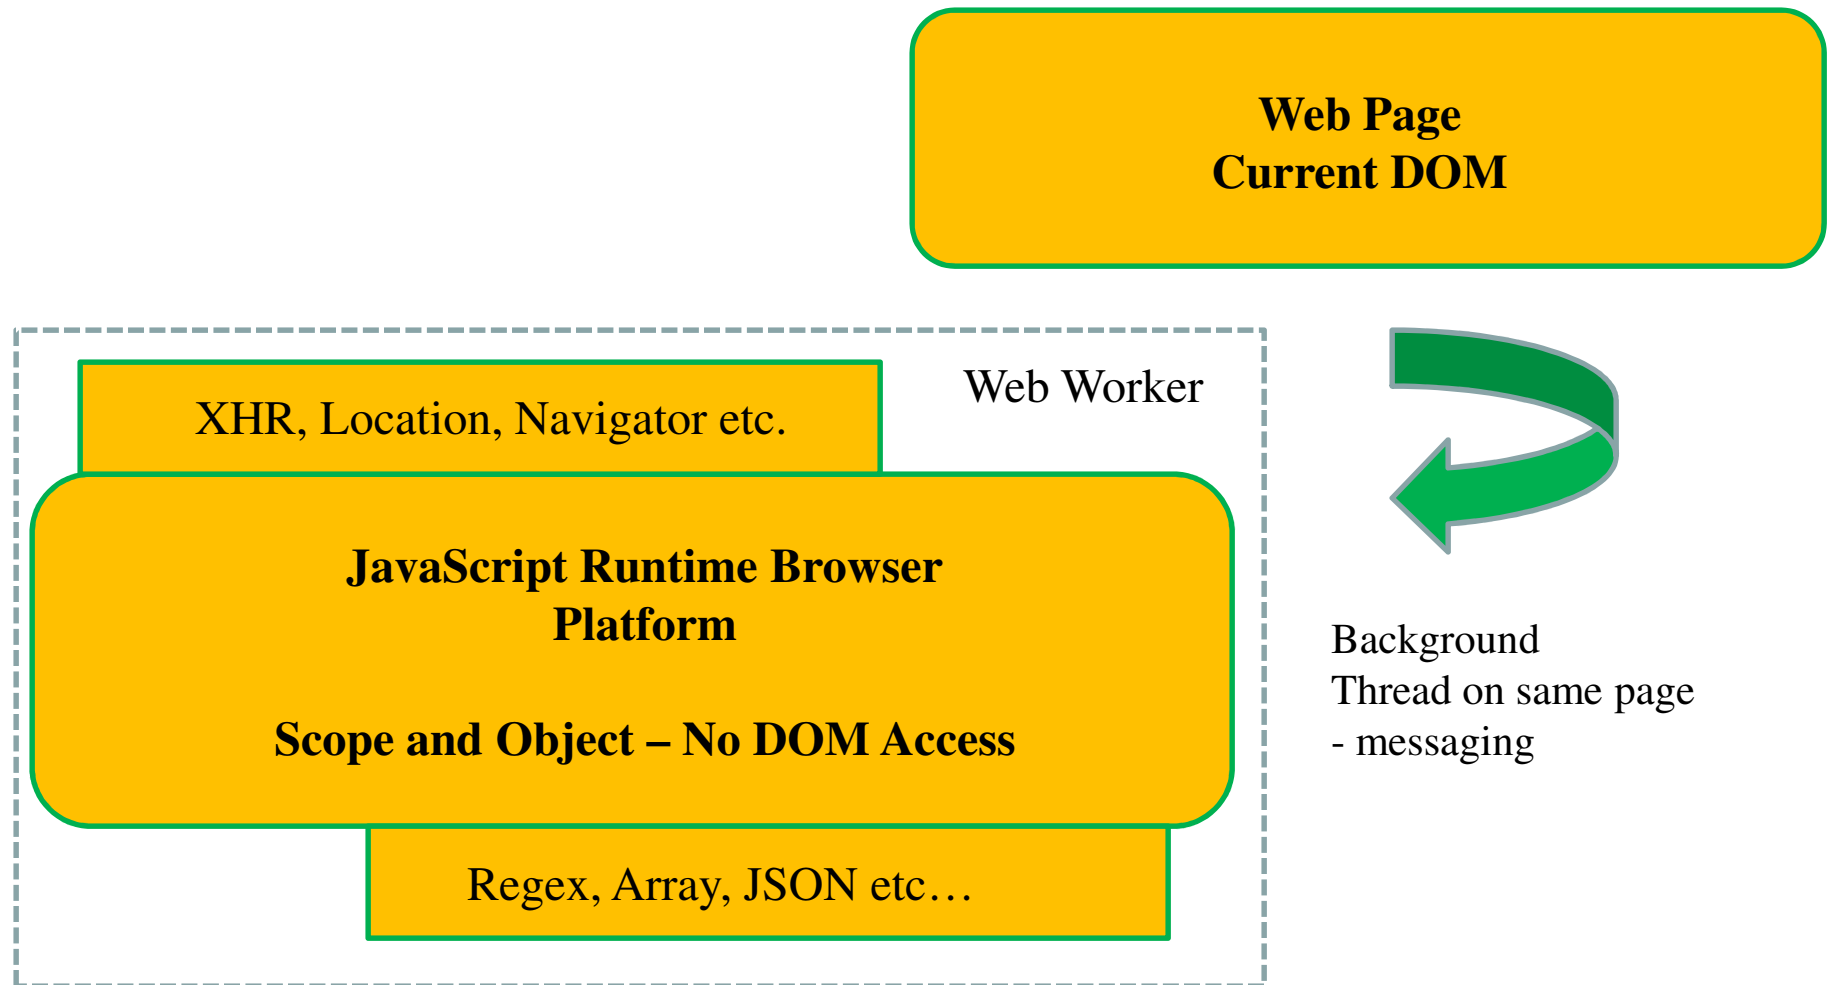 Web Page
Current DOM
Web Worker
XHR, Location, Navigator etc.
JavaScript Runtime Browser
Platform
Scope and Object – No DOM Access
Regex, Array, JSON etc…
Background
Thread on same page
- messaging